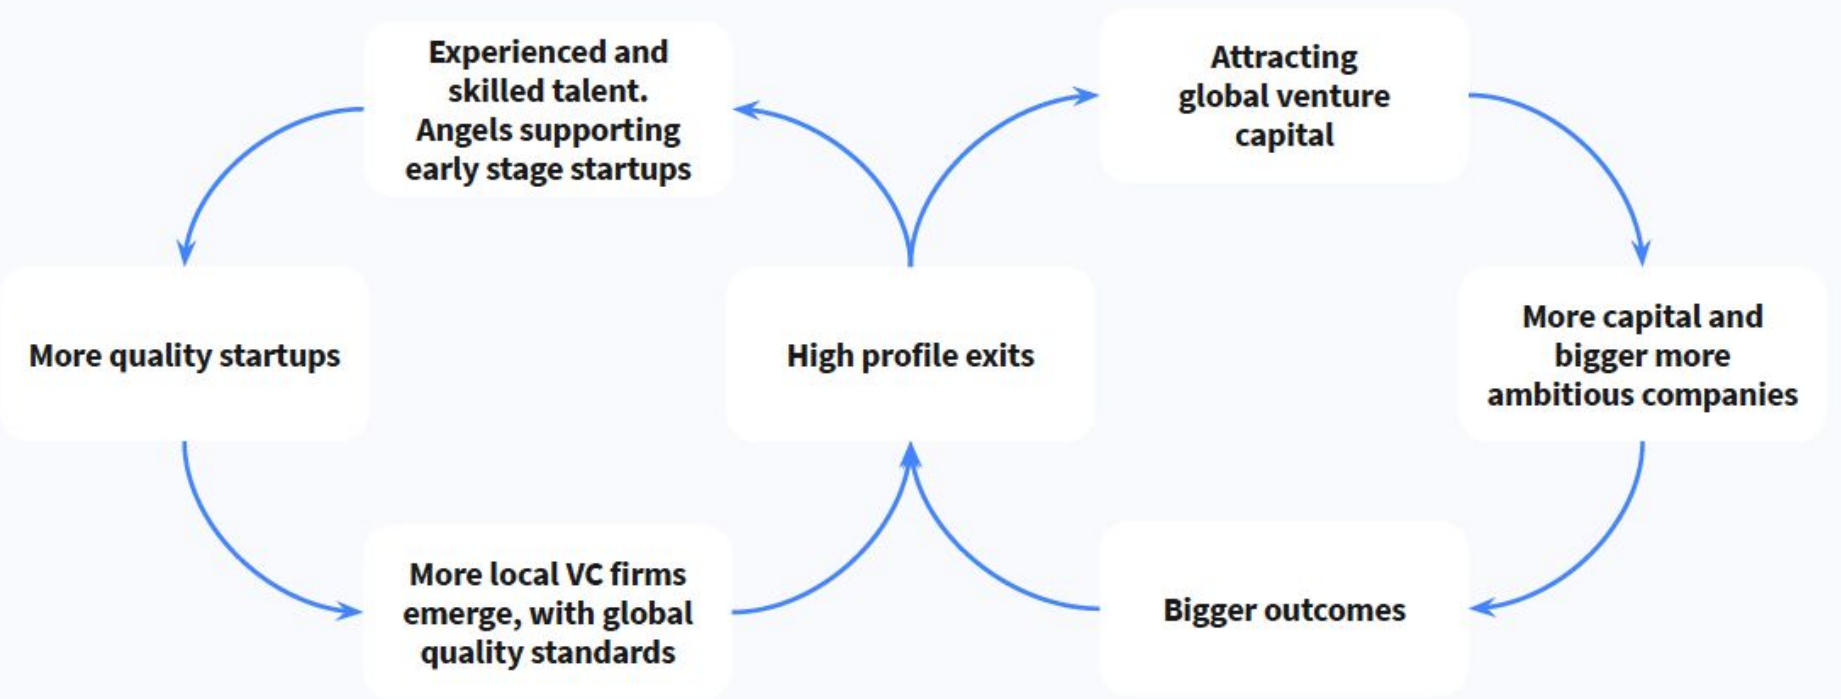 Experienced and
skilled talent.
Angels supporting
early stage startups
Attracting
global venture
capital
More quality startups
High profile exits
More capital and
bigger more
ambitious companies
More local VC firms
emerge, with global
quality standards
Bigger outcomes